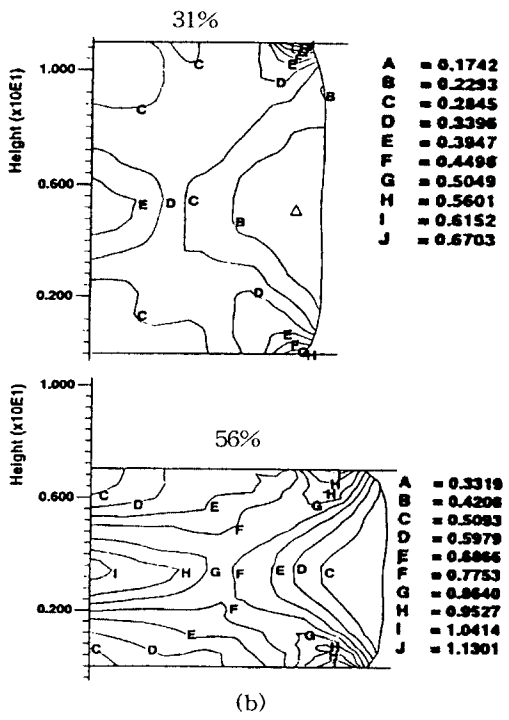 31%
Height (x10E1)
1.000
0.600
0.200
C
D
E
F
G
B
C
E
D
C
B
Δ
D
C
E
F
G
H
A = 0.1742
B = 0.2293
C = 0.2845
D = 0.3396
E = 0.3947
F = 0.4498
G = 0.5049
H = 0.5601
I = 0.6152
J = 0.6703
56%
Height (x10E1)
1.000
0.600
0.200
C
D
E
F
G
H
H
I
H
G
F
E
D
C
F
E
D
C
G
H
A = 0.3319
B = 0.4206
C = 0.5093
D = 0.5979
E = 0.6866
F = 0.7753
G = 0.8640
H = 0.9527
I = 1.0414
J = 1.1301
(b)